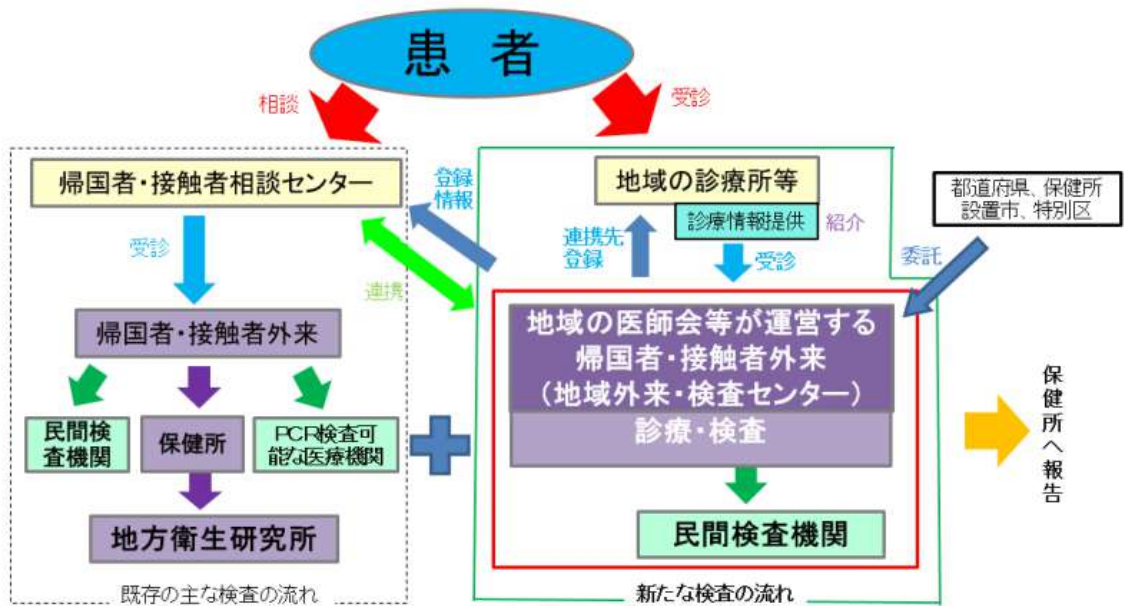 患 者
相談
受診
帰国者・接触者相談センター
受診
登録
情報
連携
帰国者・接触者外来
民間検
査機関
保健所
PCR検査可
能な医療機関
地方衛生研究所
既存の主な検査の流れ
地域の診療所等
診療情報提供
紹介
連携先
登録
受診
都道府県、保健所
設置市、特別区
委託
地域の医師会等が運営する
帰国者・接触者外来
（地域外来・検査センター）
診療・検査
民間検査機関
新たな検査の流れ
保健所へ報告